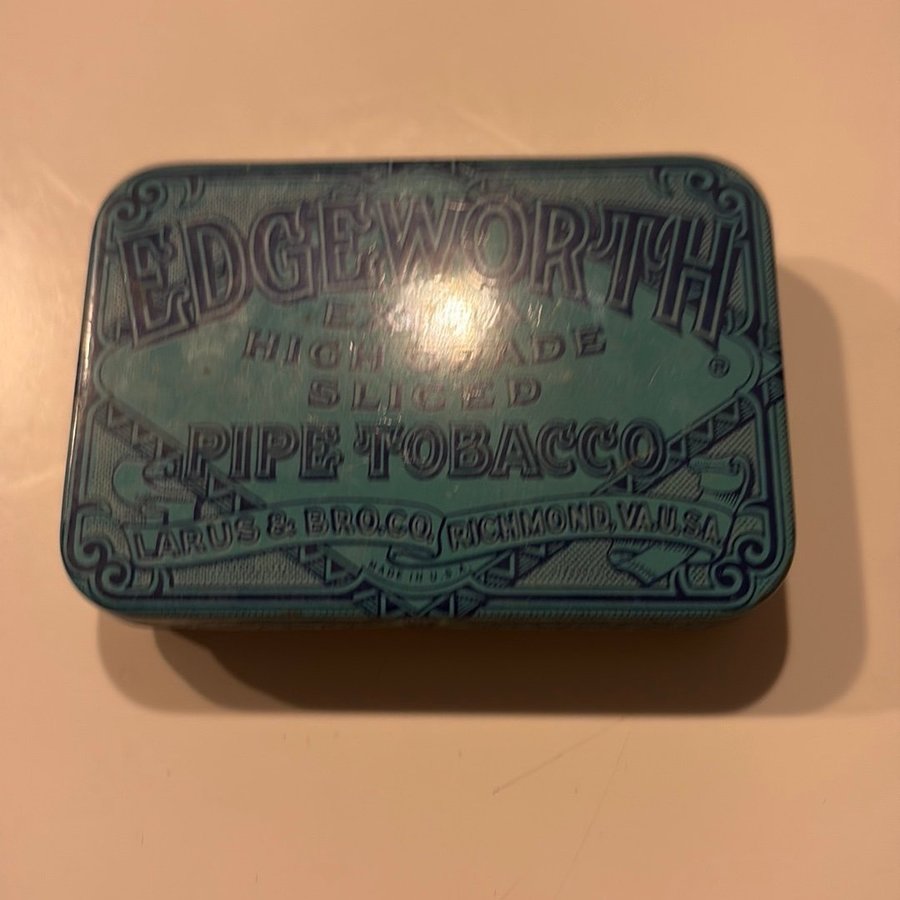 EDGEWORTH
HIGH GRADE
SLICED
®
PIPE TOBACCO
LARUS & BRO.CO. RICHMOND, VA.U.S.A.
MADE IN U.S.A.